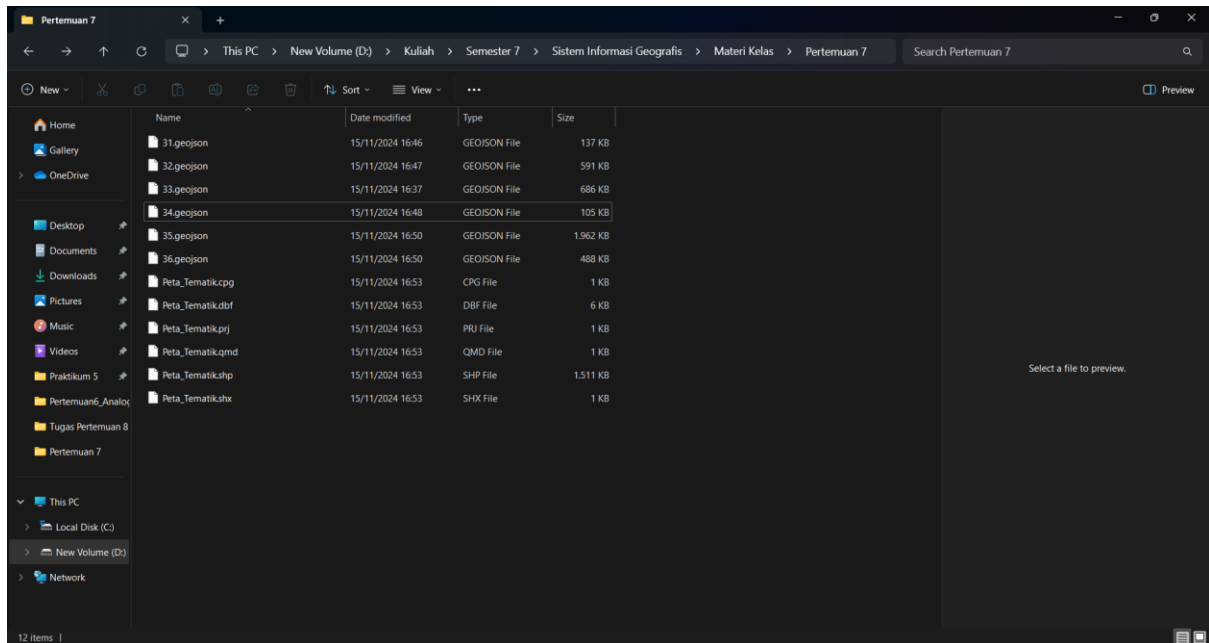 Pertemuan 7
This PC > New Volume (D:) > Kuliah > Semester 7 > Sistem Informasi Geografis > Materi Kelas > Pertemuan 7
Search Pertemuan 7
New
Sort
View
Preview
Home
Gallery
OneDrive
Desktop
Documents
Downloads
Pictures
Music
Videos
Praktikum 5
Pertemuan6_Analog
Tugas Pertemuan 8
Pertemuan 7
This PC
Local Disk (C:)
New Volume (D:)
Network
Name Date modified Type Size
31.geojson 15/11/2024 16:46 GEOJSON File 137 KB
32.geojson 15/11/2024 16:47 GEOJSON File 591 KB
33.geojson 15/11/2024 16:37 GEOJSON File 686 KB
34.geojson 15/11/2024 16:48 GEOJSON File 105 KB
35.geojson 15/11/2024 16:50 GEOJSON File 1.962 KB
36.geojson 15/11/2024 16:50 GEOJSON File 488 KB
Peta_Tematik.cpg 15/11/2024 16:53 CPG File 1 KB
Peta_Tematik.dbf 15/11/2024 16:53 DBF File 6 KB
Peta_Tematik.prj 15/11/2024 16:53 PRJ File 1 KB
Peta_Tematik.qmd 15/11/2024 16:53 QMD File 1 KB
Peta_Tematik.shp 15/11/2024 16:53 SHP File 1.511 KB
Peta_Tematik.shx 15/11/2024 16:53 SHX File 1 KB
Select a file to preview.
12 items